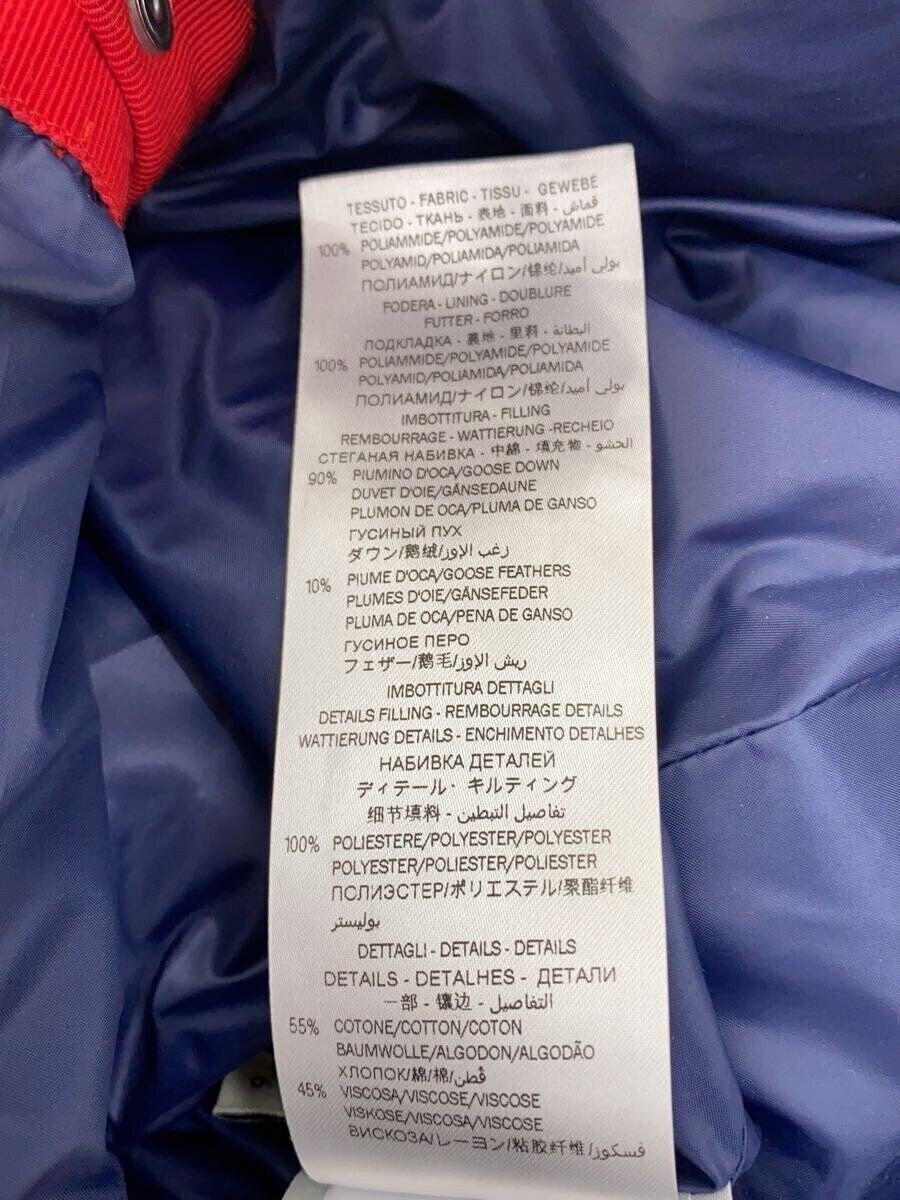 TESSUTO - FABRIC - TISSU - GEWEBE
TECIDO - ТКАНЬ - 表地 - 面料 - قماش
100% POLIAMMIDE/POLYAMIDE/POLYAMIDE
POLYAMID/POLIAMIDA/POLIAMIDA
ПОЛИАМИД/ナイロン/锦纶/بولي أميد
FODERA - LINING - DOUBLURE
FUTTER - FORRO
ПОДКЛАДКА - 裏地 - 里料 - البطانة
100% POLIAMMIDE/POLYAMIDE/POLYAMIDE
POLYAMID/POLIAMIDA/POLIAMIDA
ПОЛИАМИД/ナイロン/锦纶/بولي أميد
IMBOTTITURA - FILLING
REMBOURRAGE - WATTIERUNG -RECHEIO
СТЕГАНАЯ НАБИВКА - 中綿 - 填充物 - الحشو
90% PIUMINO D'OCA/GOOSE DOWN
DUVET D'OIE/GÄNSEDAUNE
PLUMON DE OCA/PLUMA DE GANSO
ГУСИНЫЙ ПУХ
ダウン/鹅绒/زغب الإوز
10% PIUME D'OCA/GOOSE FEATHERS
PLUMES D'OIE/GÄNSEFEDER
PLUMA DE OCA/PENA DE GANSO
ГУСИНОЕ ПЕРО
フェザー/鹅毛/ريش الإوز
IMBOTTITURA DETTAGLI
DETAILS FILLING - REMBOURRAGE DETAILS
WATTIERUNG DETAILS - ENCHIMENTO DETALHES
НАБИВКА ДЕТАЛЕЙ
ディテール・キルティング
细节填料 - تفاصيل التبطين
100% POLIESTERE/POLYESTER/POLYESTER
POLYESTER/POLIESTER/POLIESTER
ПСЛИЭСТЕР/ポリエステル/聚酯纤维
بوليستر
DETTAGLI - DETAILS - DETAILS
DETAILS - DETALHES - ДЕТАЛИ
一部 - 镶边 - التفاصيل
55% COTONE/COTTON/COTON
BAUMWOLLE/ALGODON/ALGODÃO
ХЛОПОК/綿/棉/قُطن
45% VISCOSA/VISCOSE/VISCOSE
VISKOSE/VISCOSA/VISCOSE
ВИСКОЗА/レーヨン/粘胶纤维/فسكوز